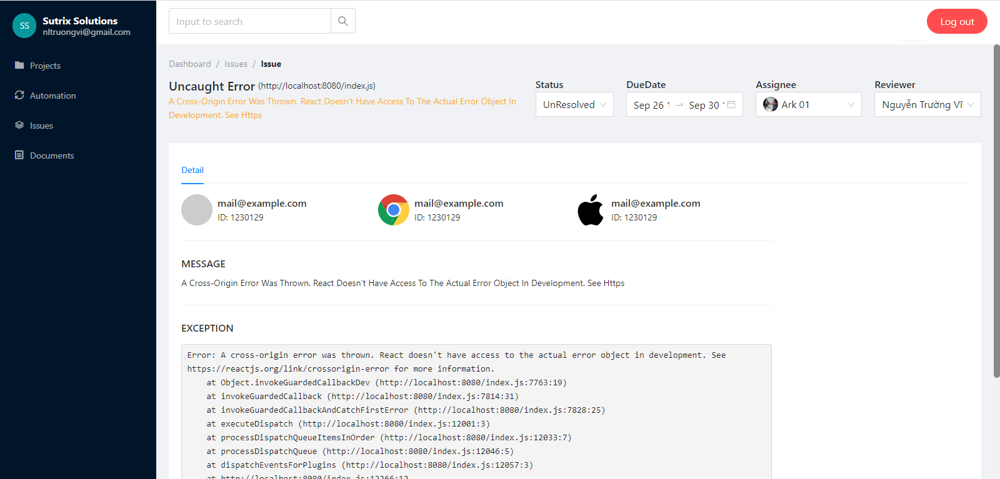 SS
Sutrix Solutions
nltruongvi@gmail.com
Projects
Automation
Issues
Documents
Input to search
Log out
Dashboard / Issues / Issue
Uncaught Error (http://localhost:8080/index.js)
A Cross-Origin Error Was Thrown. React Doesn't Have Access To The Actual Error Object In
Development. See Https
Status
UnResolved
DueDate
Sep 26 → Sep 30
Assignee
Ark 01
Reviewer
Nguyễn Trường Vĩ
Detail
mail@example.com
ID: 1230129
mail@example.com
ID: 1230129
mail@example.com
ID: 1230129
MESSAGE
A Cross-Origin Error Was Thrown. React Doesn't Have Access To The Actual Error Object In Development. See Https
EXCEPTION
Error: A cross-origin error was thrown. React doesn't have access to the actual error object in development. See
https://reactjs.org/link/crossorigin-error for more information.
at Object.invokeGuardedCallbackDev (http://localhost:8080/index.js:7763:19)
at invokeGuardedCallback (http://localhost:8080/index.js:7814:31)
at invokeGuardedCallbackAndCatchFirstError (http://localhost:8080/index.js:7828:25)
at executeDispatch (http://localhost:8080/index.js:12001:3)
at processDispatchQueueItemsInOrder (http://localhost:8080/index.js:12033:7)
at processDispatchQueue (http://localhost:8080/index.js:12046:5)
at dispatchEventsForPlugins (http://localhost:8080/index.js:12057:3)
at http://localhost:8080/index.js:12266:12